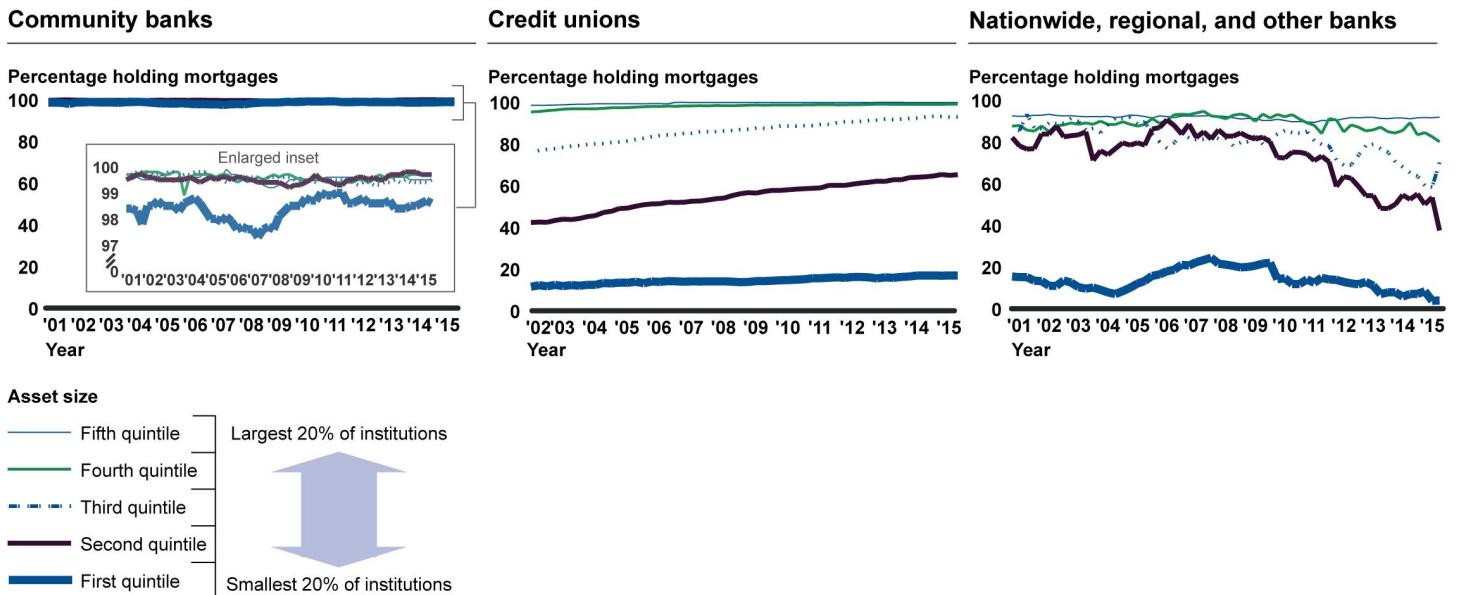 Community banks
Percentage holding mortgages
100
80
60
40
20
0
Enlarged inset
100
99
98
97
0
'01 '02 '03 '04 '05 '06 '07 '08 '09 '10 '11 '12 '13 '14 '15
'01 '02 '03 '04 '05 '06 '07 '08 '09 '10 '11 '12 '13 '14 '15
Year
Credit unions
Percentage holding mortgages
100
80
60
40
20
0
'02 '03 '04 '05 '06 '07 '08 '09 '10 '11 '12 '13 '14 '15
Year
Nationwide, regional, and other banks
Percentage holding mortgages
100
80
60
40
20
0
'01 '02 '03 '04 '05 '06 '07 '08 '09 '10 '11 '12 '13 '14 '15
Year
Asset size
Fifth quintile
Fourth quintile
Third quintile
Second quintile
First quintile
Largest 20% of institutions
Smallest 20% of institutions